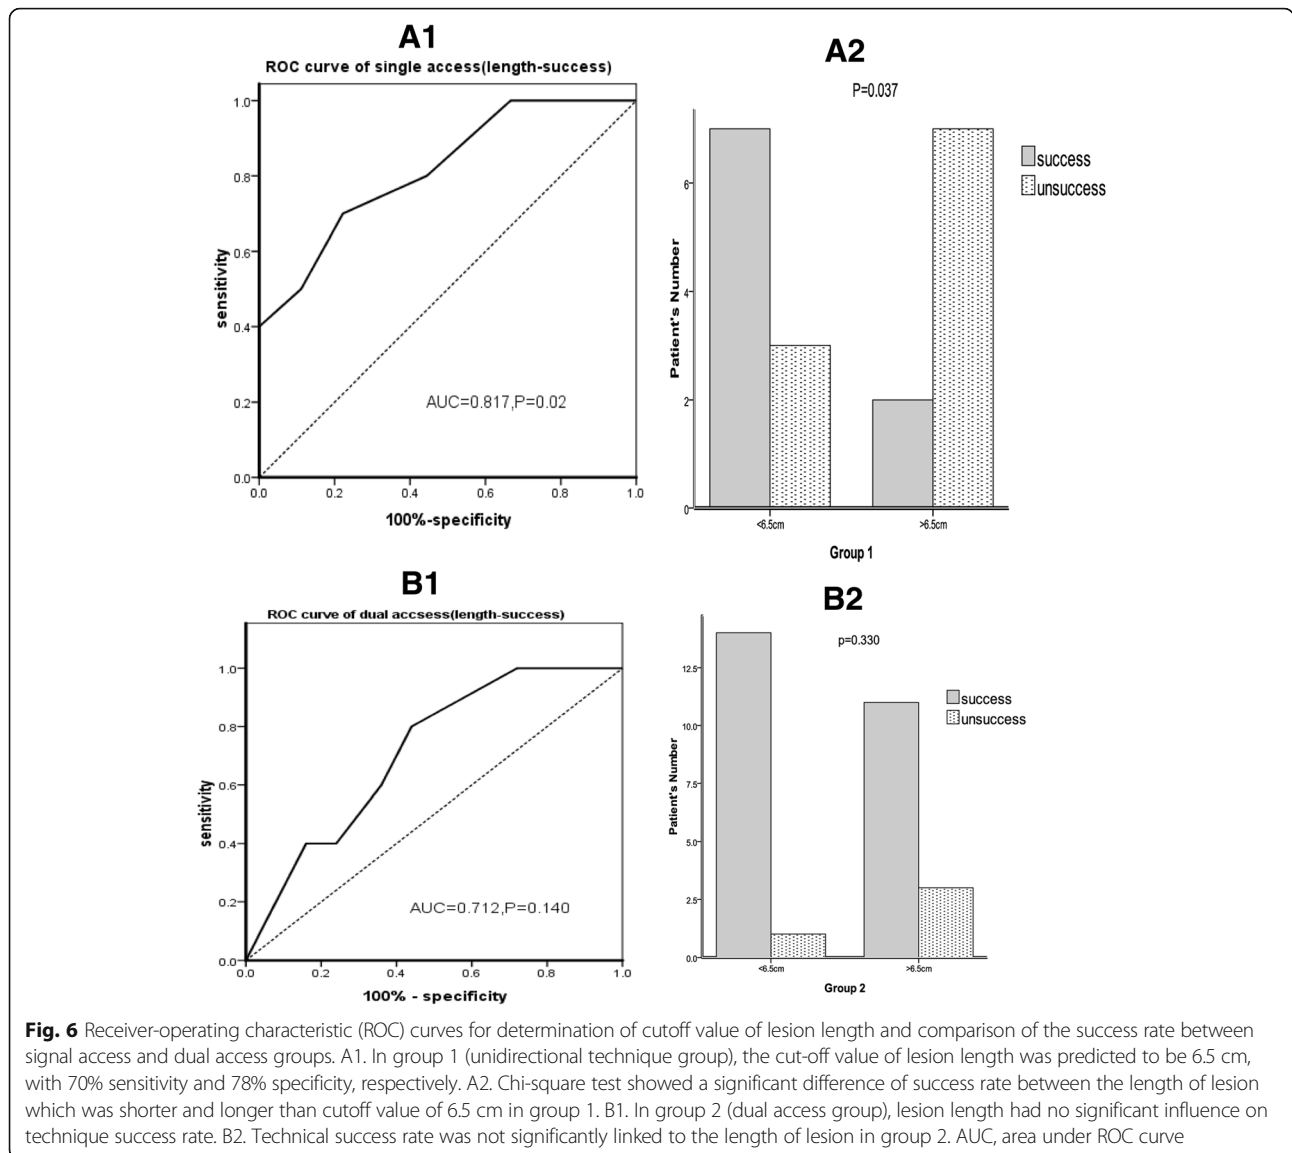 A1
ROC curve of single access(length-success)
1.0
0.8
0.6
0.4
0.2
0.0
sensitivity
AUC=0.817,P=0.02
0.0 0.2 0.4 0.6 0.8 1.0
100%-specificity
A2
P=0.037
success
unsuccess
6
4
2
0
Patient's Number
<6.5cm >6.5cm
Group 1
B1
ROC curve of dual accsess(length-success)
1.0
0.8
0.6
0.4
0.2
0.0
sensitivity
AUC=0.712,P=0.140
0.0 0.2 0.4 0.6 0.8 1.0
100% - specificity
B2
p=0.330
success
unsuccess
12.5
10.0
7.5
5.0
2.5
0.0
Patient's Number
<6.5cm >6.5cm
Group 2
Fig. 6 Receiver-operating characteristic (ROC) curves for determination of cutoff value of lesion length and comparison of the success rate between
signal access and dual access groups. A1. In group 1 (unidirectional technique group), the cut-off value of lesion length was predicted to be 6.5 cm,
with 70% sensitivity and 78% specificity, respectively. A2. Chi-square test showed a significant difference of success rate between the length of lesion
which was shorter and longer than cutoff value of 6.5 cm in group 1. B1. In group 2 (dual access group), lesion length had no significant influence on
technique success rate. B2. Technical success rate was not significantly linked to the length of lesion in group 2. AUC, area under ROC curve